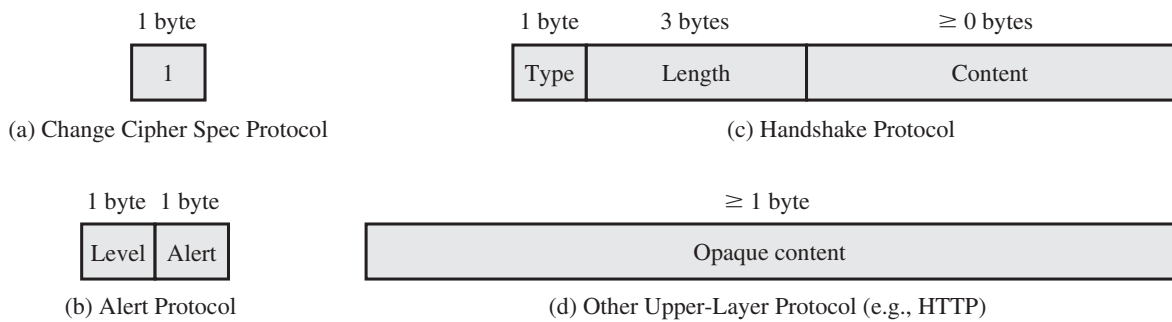 1 byte
1
(a) Change Cipher Spec Protocol
1 byte 3 bytes ≥ 0 bytes
Type Length Content
(c) Handshake Protocol
1 byte 1 byte
Level Alert
(b) Alert Protocol
≥ 1 byte
Opaque content
(d) Other Upper-Layer Protocol (e.g., HTTP)